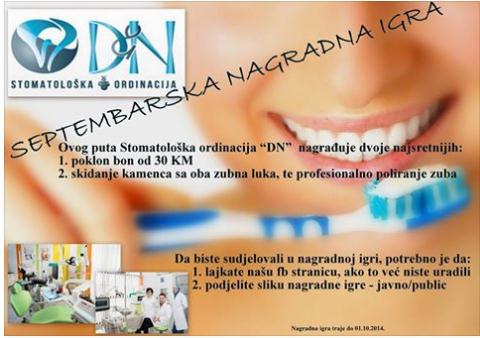 D&N
STOMATOLOŠKA ORDINACIJA
SEPTEMBARSKA NAGRADNA IGRA
Ovog puta Stomatološka ordinacija “DN” nagrađuje dvoje najsretnijih:
1. poklon bon od 30 KM
2. skidanje kamenca sa oba zubna luka, te profesionalno poliranje zuba
Da biste sudjelovali u nagradnoj igri, potrebno je da:
1. lajkate našu fb stranicu, ako to već niste uradili
2. podjelite sliku nagradne igre - javno/public
Nagradna igra traje do 01.10.2014.